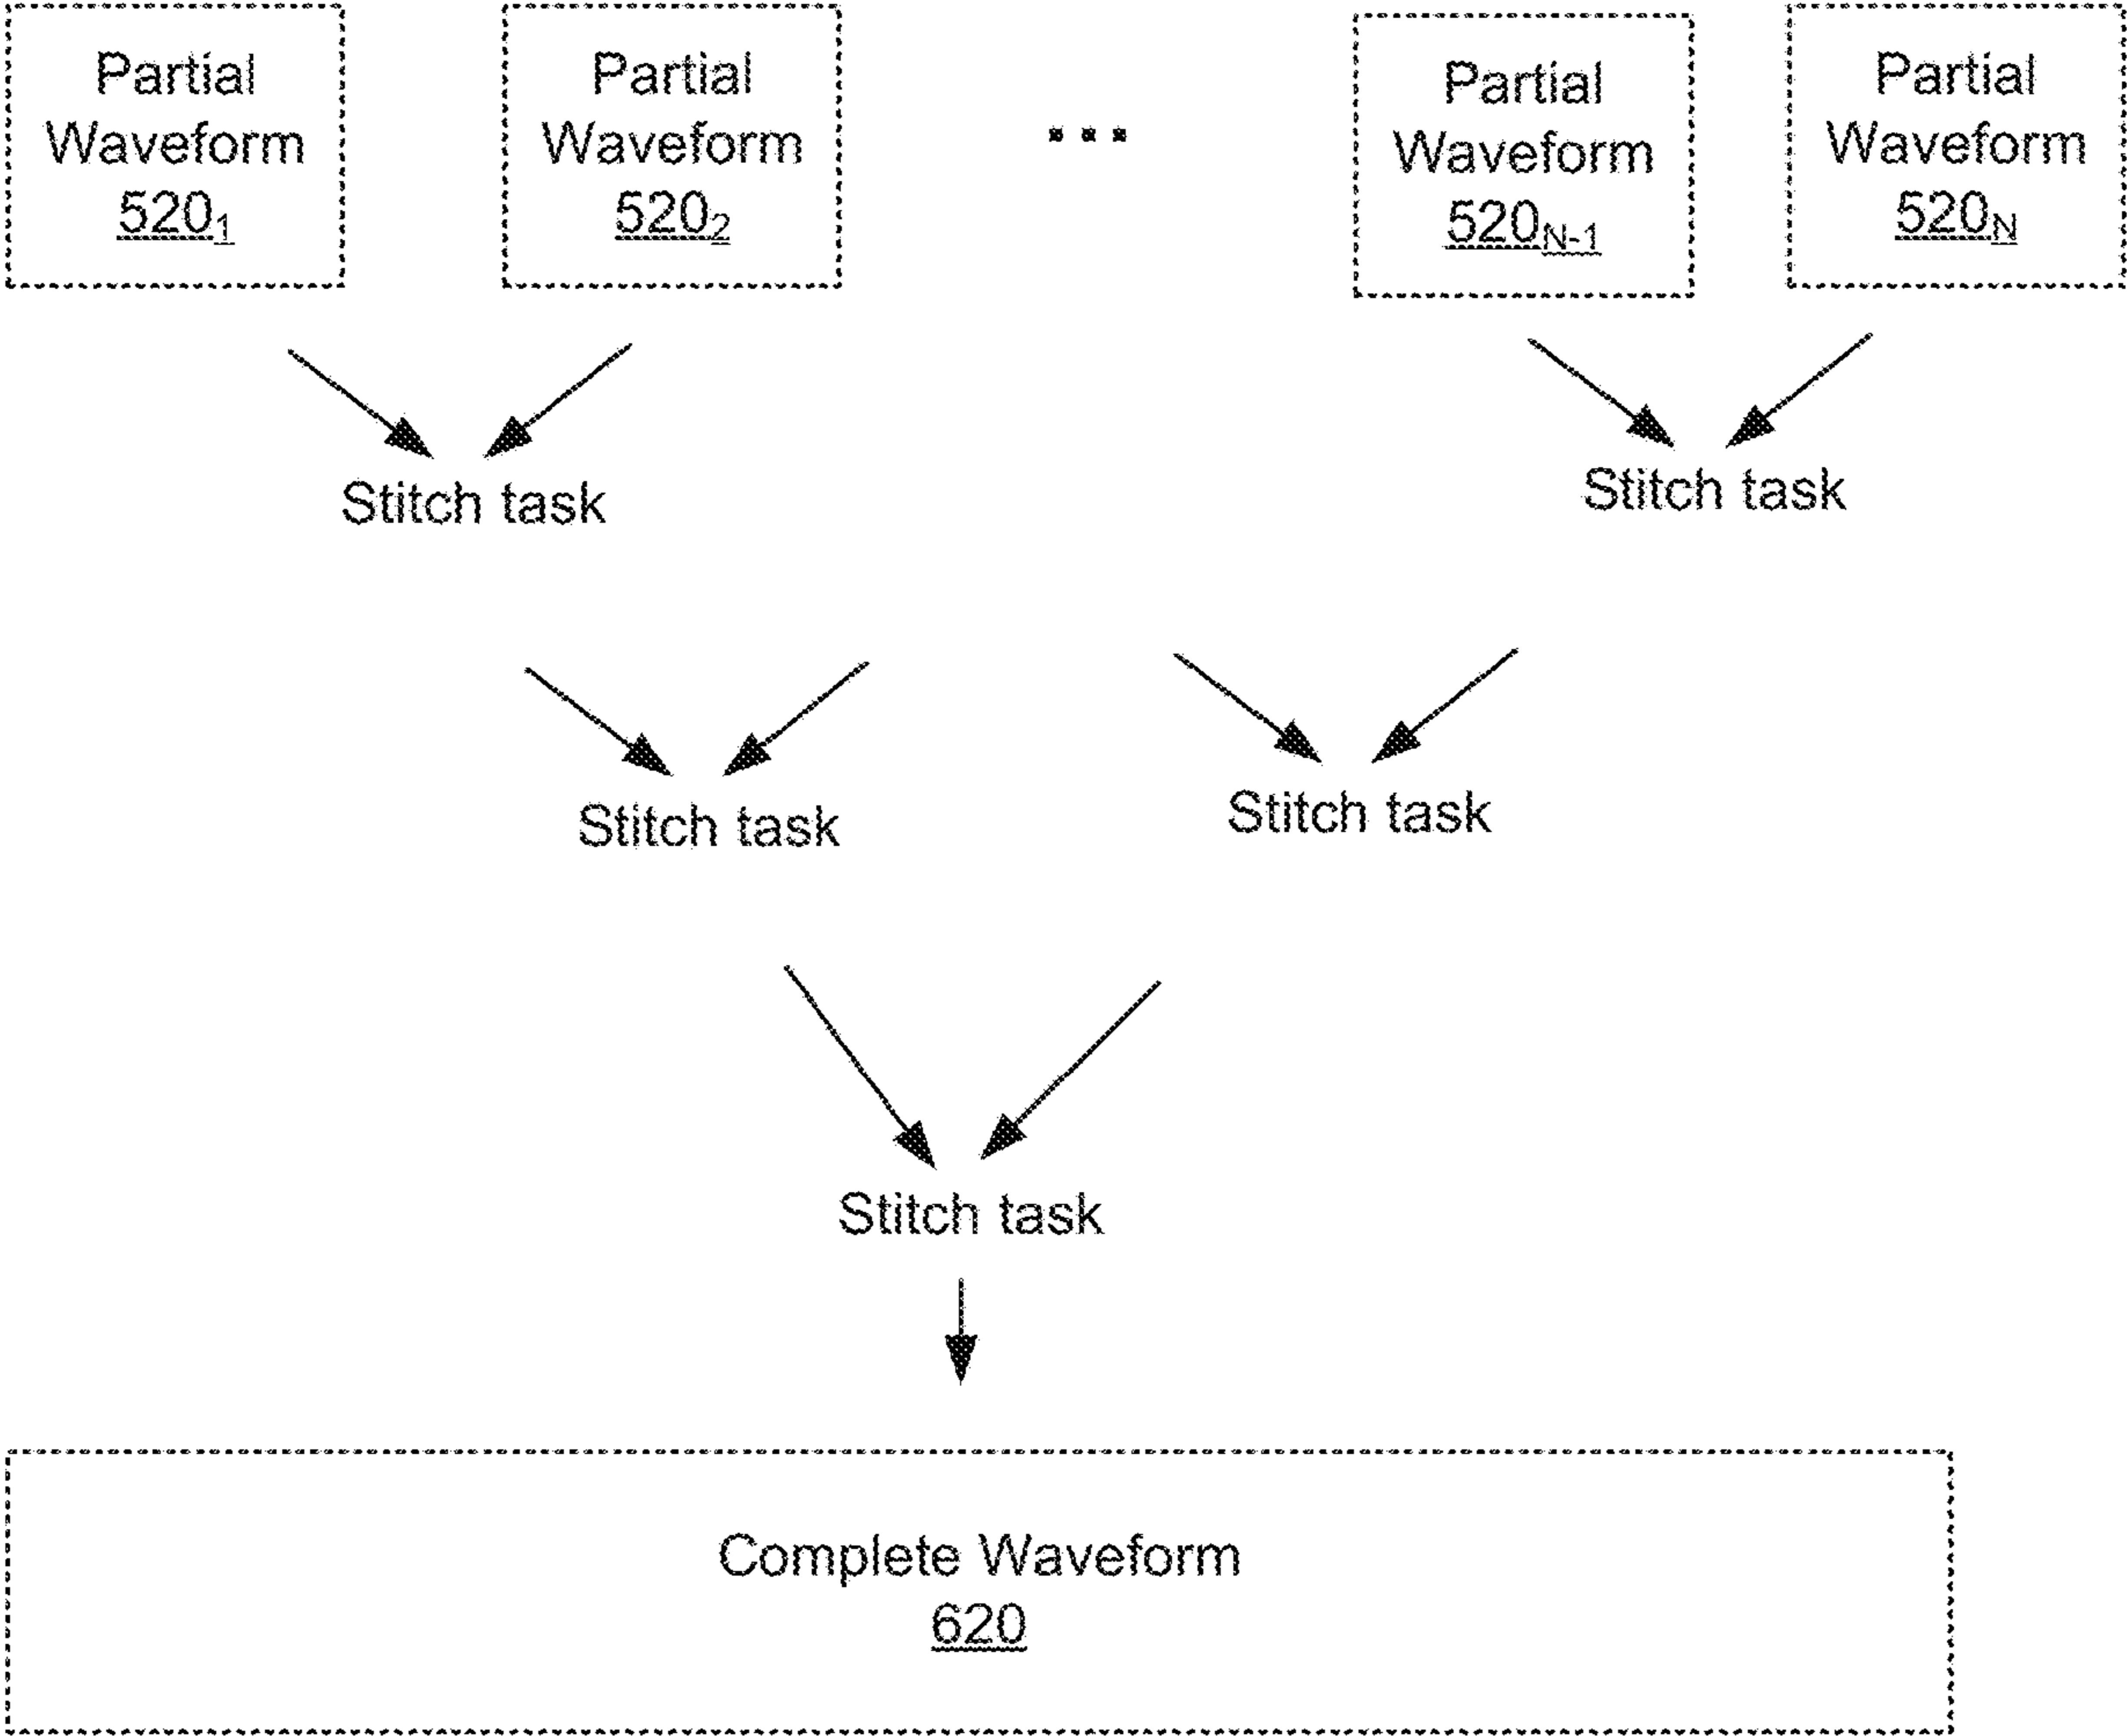 Partial
Waveform
520₁
Partial
Waveform
520₂
...
Partial
Waveform
520N-1
Partial
Waveform
520N
Stitch task
Stitch task
Stitch task
Stitch task
Stitch task
Complete Waveform
620